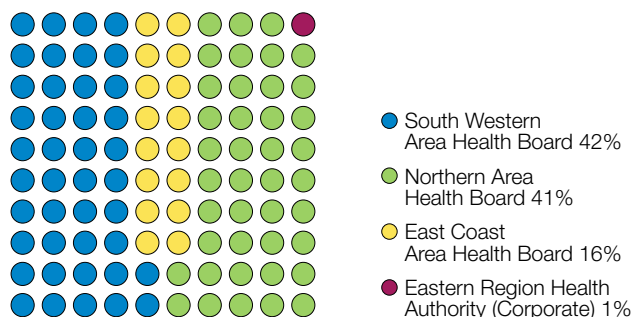 South Western
Area Health Board 42%
Northern Area
Health Board 41%
East Coast
Area Health Board 16%
Eastern Region Health
Authority (Corporate) 1%